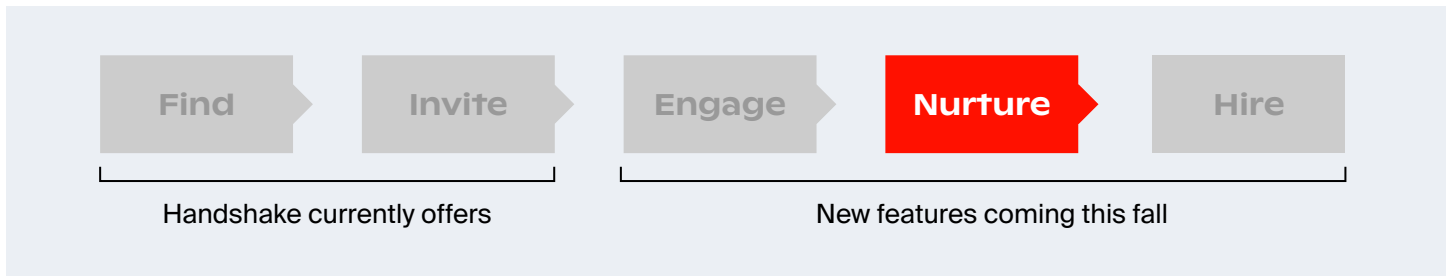 Find
Invite
Engage
Nurture
Hire
Handshake currently offers
New features coming this fall